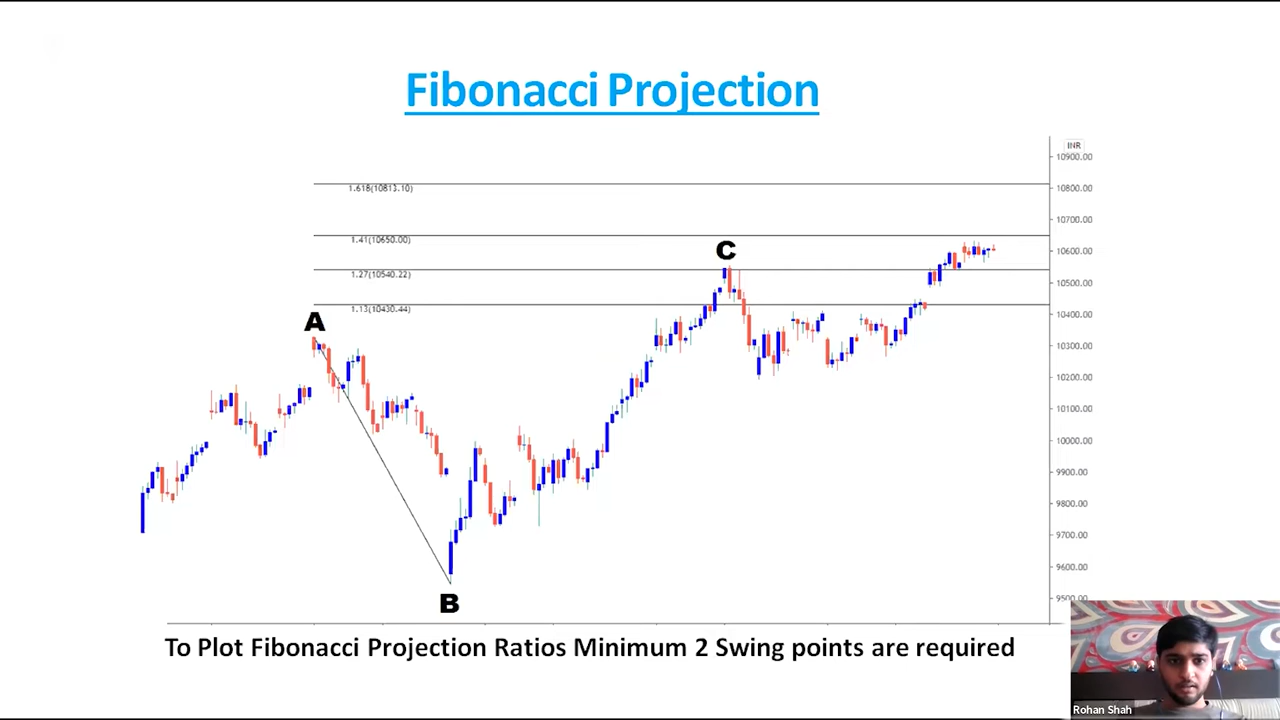 Fibonacci Projection
INR
10900.00
1.618(10813.10)
10800.00
10700.00
1.41(10650.00)
C
10600.00
1.27(10540.22)
10500.00
1.13(10430.44)
10400.00
A
10300.00
10200.00
10100.00
10000.00
9900.00
9800.00
9700.00
9600.00
9500.00
B
To Plot Fibonacci Projection Ratios Minimum 2 Swing points are required
Rohan Shah